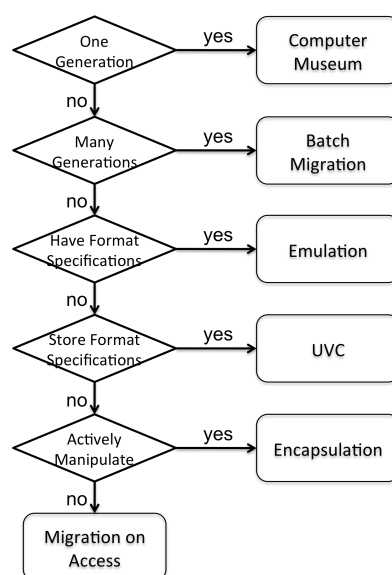 One
Generation
yes
Computer
Museum
no
Many
Generations
yes
Batch
Migration
no
Have Format
Specifications
yes
Emulation
no
Store Format
Specifications
yes
UVC
no
Actively
Manipulate
yes
Encapsulation
no
Migration on
Access